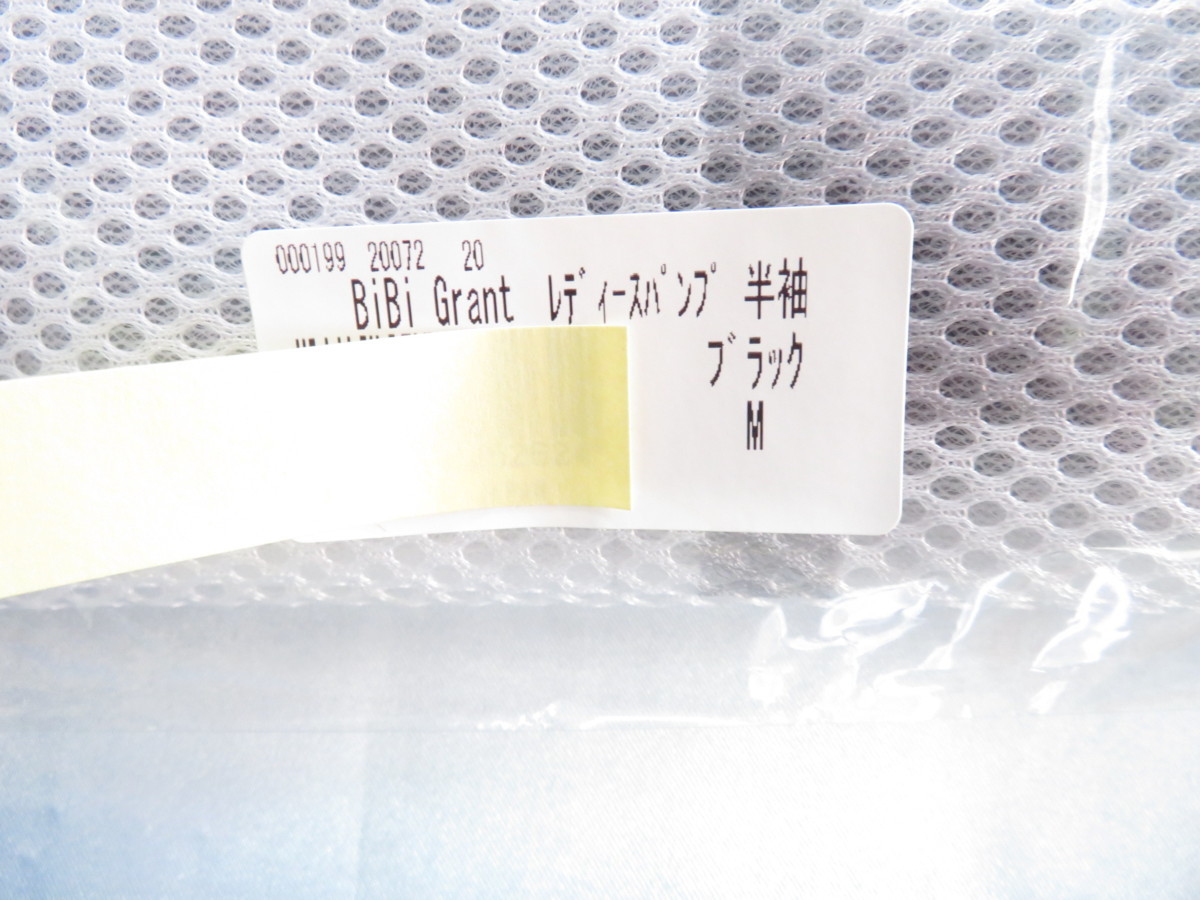 000199 20072 20
BiBi Grant ﾚﾃﾞｨｰｽﾊﾟﾝﾌﾟ 半袖
ブラック
M